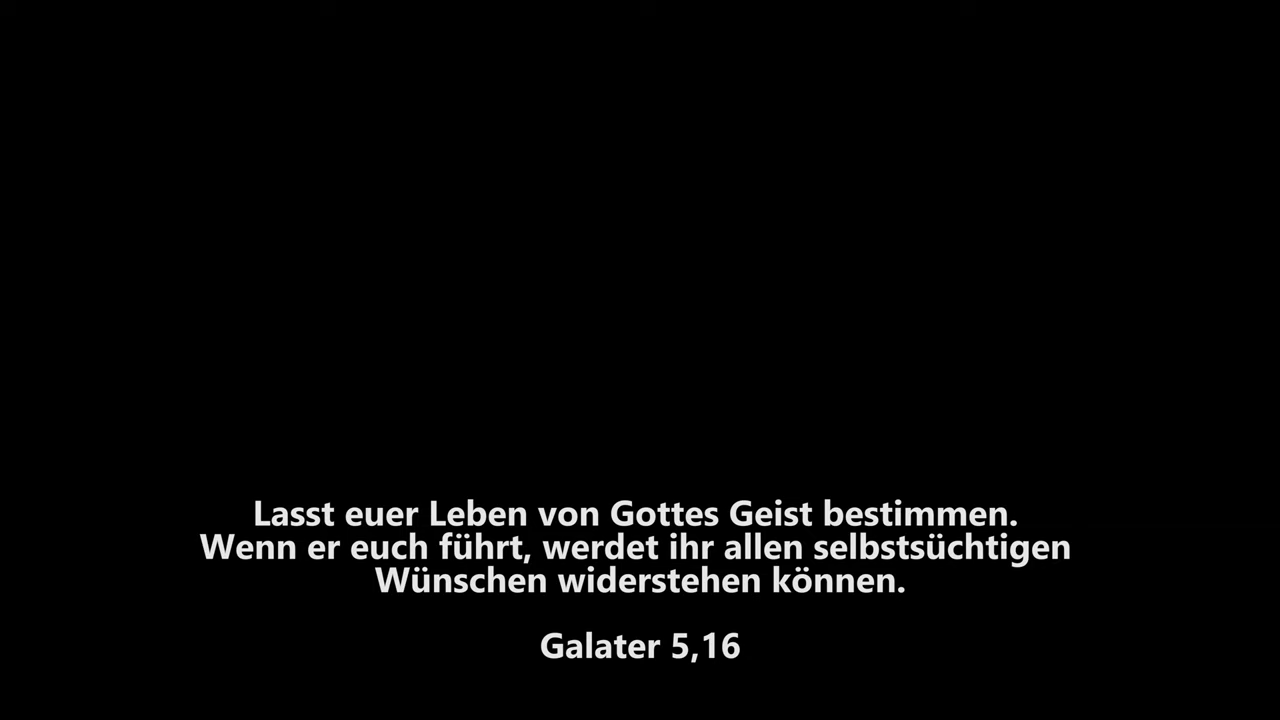 Lasst euer Leben von Gottes Geist bestimmen.
Wenn er euch führt, werdet ihr allen selbstsüchtigen
Wünschen widerstehen können.
Galater 5,16